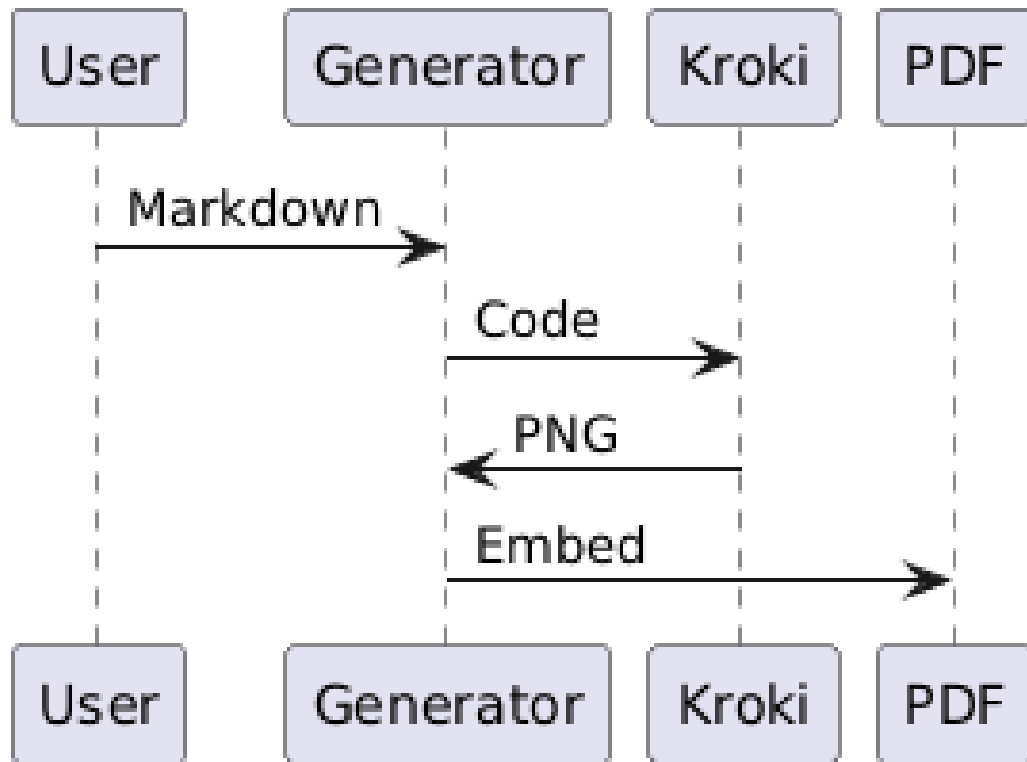 User Generator Kroki PDF
Markdown
Code
PNG
Embed
User Generator Kroki PDF